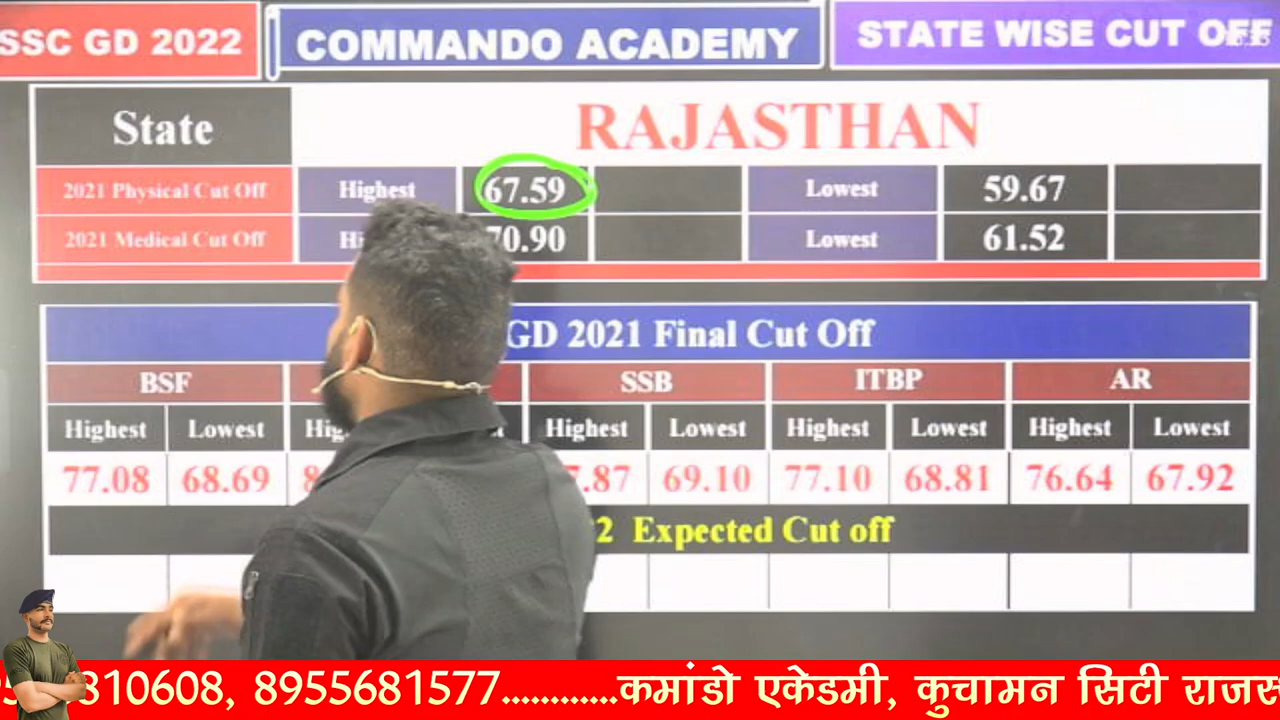 SSC GD 2022 COMMANDO ACADEMY STATE WISE CUT OFF
State RAJASTHAN
2021 Physical Cut Off Highest 67.59 Lowest 59.67
2021 Medical Cut Off 70.90 Lowest 61.52
GD 2021 Final Cut Off
BSF SSB ITBP AR
Highest Lowest Highest Lowest Highest Lowest Highest Lowest
77.08 68.69 .87 69.10 77.10 68.81 76.64 67.92
2 Expected Cut off
810608, 8955681577............कमांडो एकेडमी, कुचामन सिटी राजस